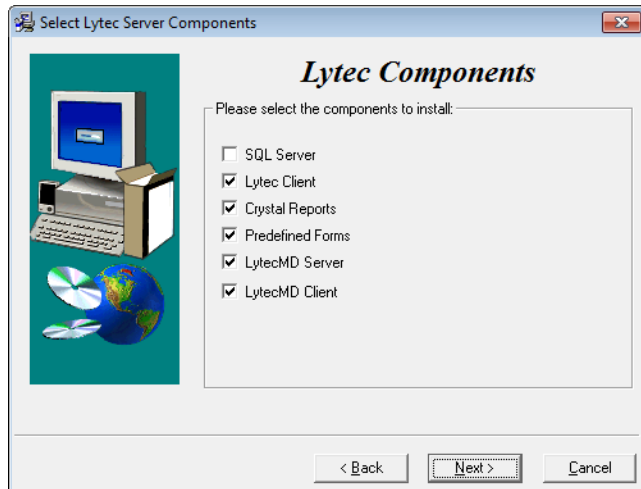 Select Lytec Server Components
Lytec Components
Please select the components to install:
SQL Server
Lytec Client
Crystal Reports
Predefined Forms
LytecMD Server
LytecMD Client
< Back
Next >
Cancel